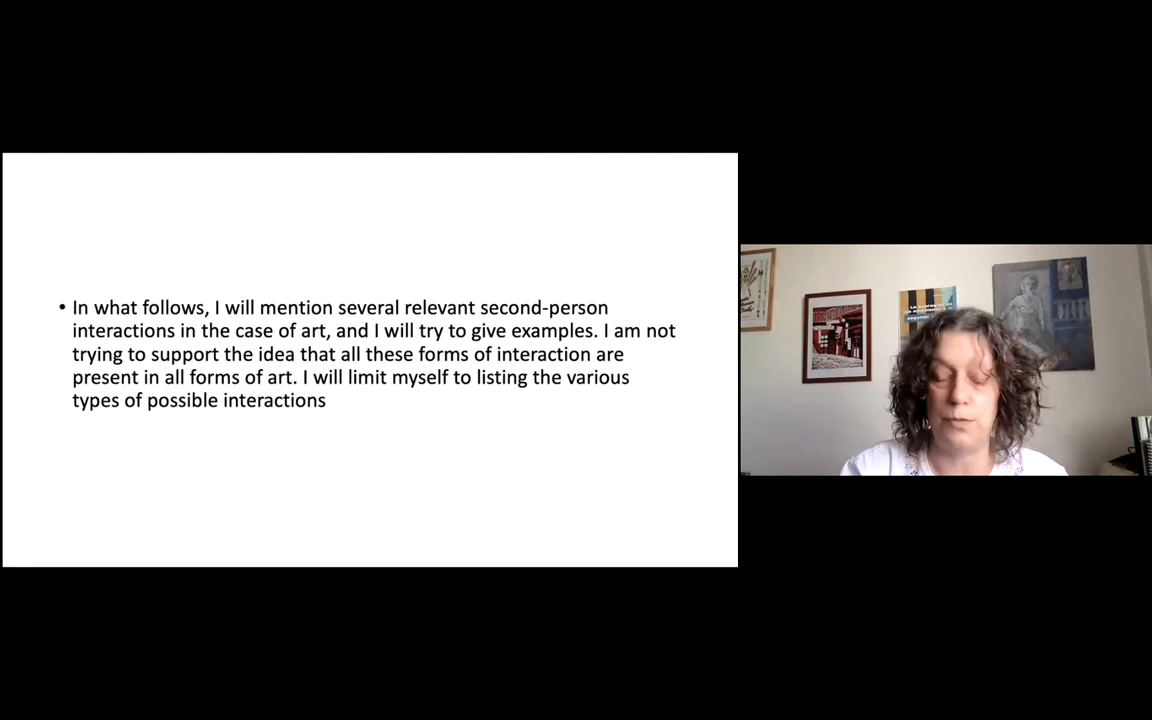 • In what follows, I will mention several relevant second-person
interactions in the case of art, and I will try to give examples. I am not
trying to support the idea that all these forms of interaction are
present in all forms of art. I will limit myself to listing the various
types of possible interactions